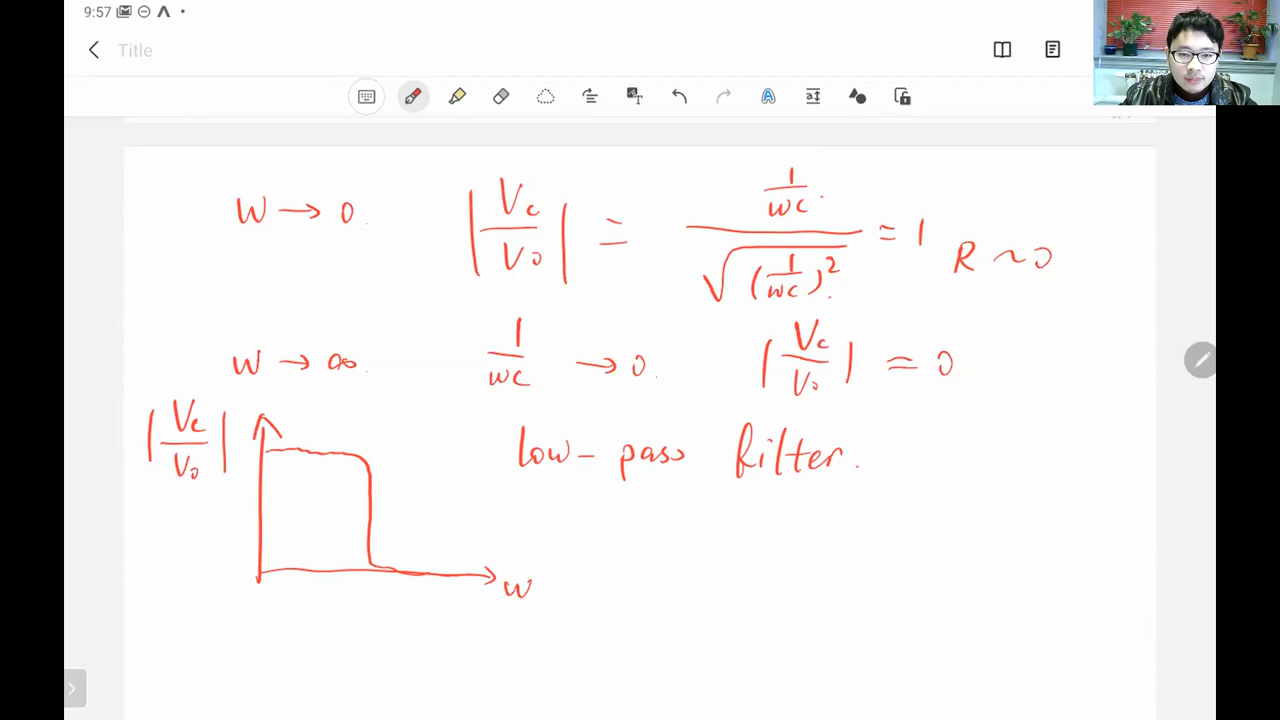 9:57
Title
W → 0. |Vc/V0| = (1/wc)/√((1/wc)²) = 1 R ~ 0
W → ∞. 1/wc → 0. |Vc/V0| = 0
|Vc/V0|
low-pass filter.
w